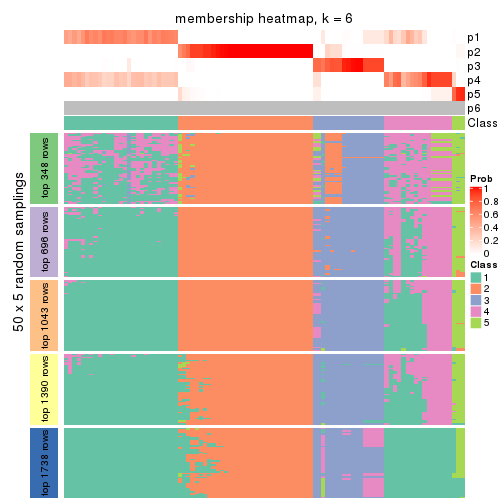 membership heatmap, k = 6
p1
p2
p3
p4
p5
p6
Class
50 x 5 random samplings
top 348 rows
top 696 rows
top 1043 rows
top 1390 rows
top 1738 rows
Prob
1
0.8
0.6
0.4
0.2
0
Class
1
2
3
4
5